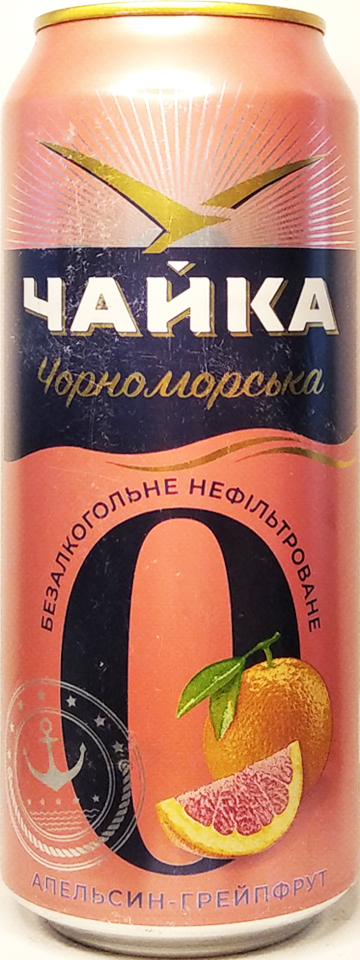 ЧАЙКА
Чорноморська
БЕЗАЛКОГОЛЬНЕ НЕФІЛЬТРОВАНЕ
0
АПЕЛЬСИН-ГРЕЙПФРУТ